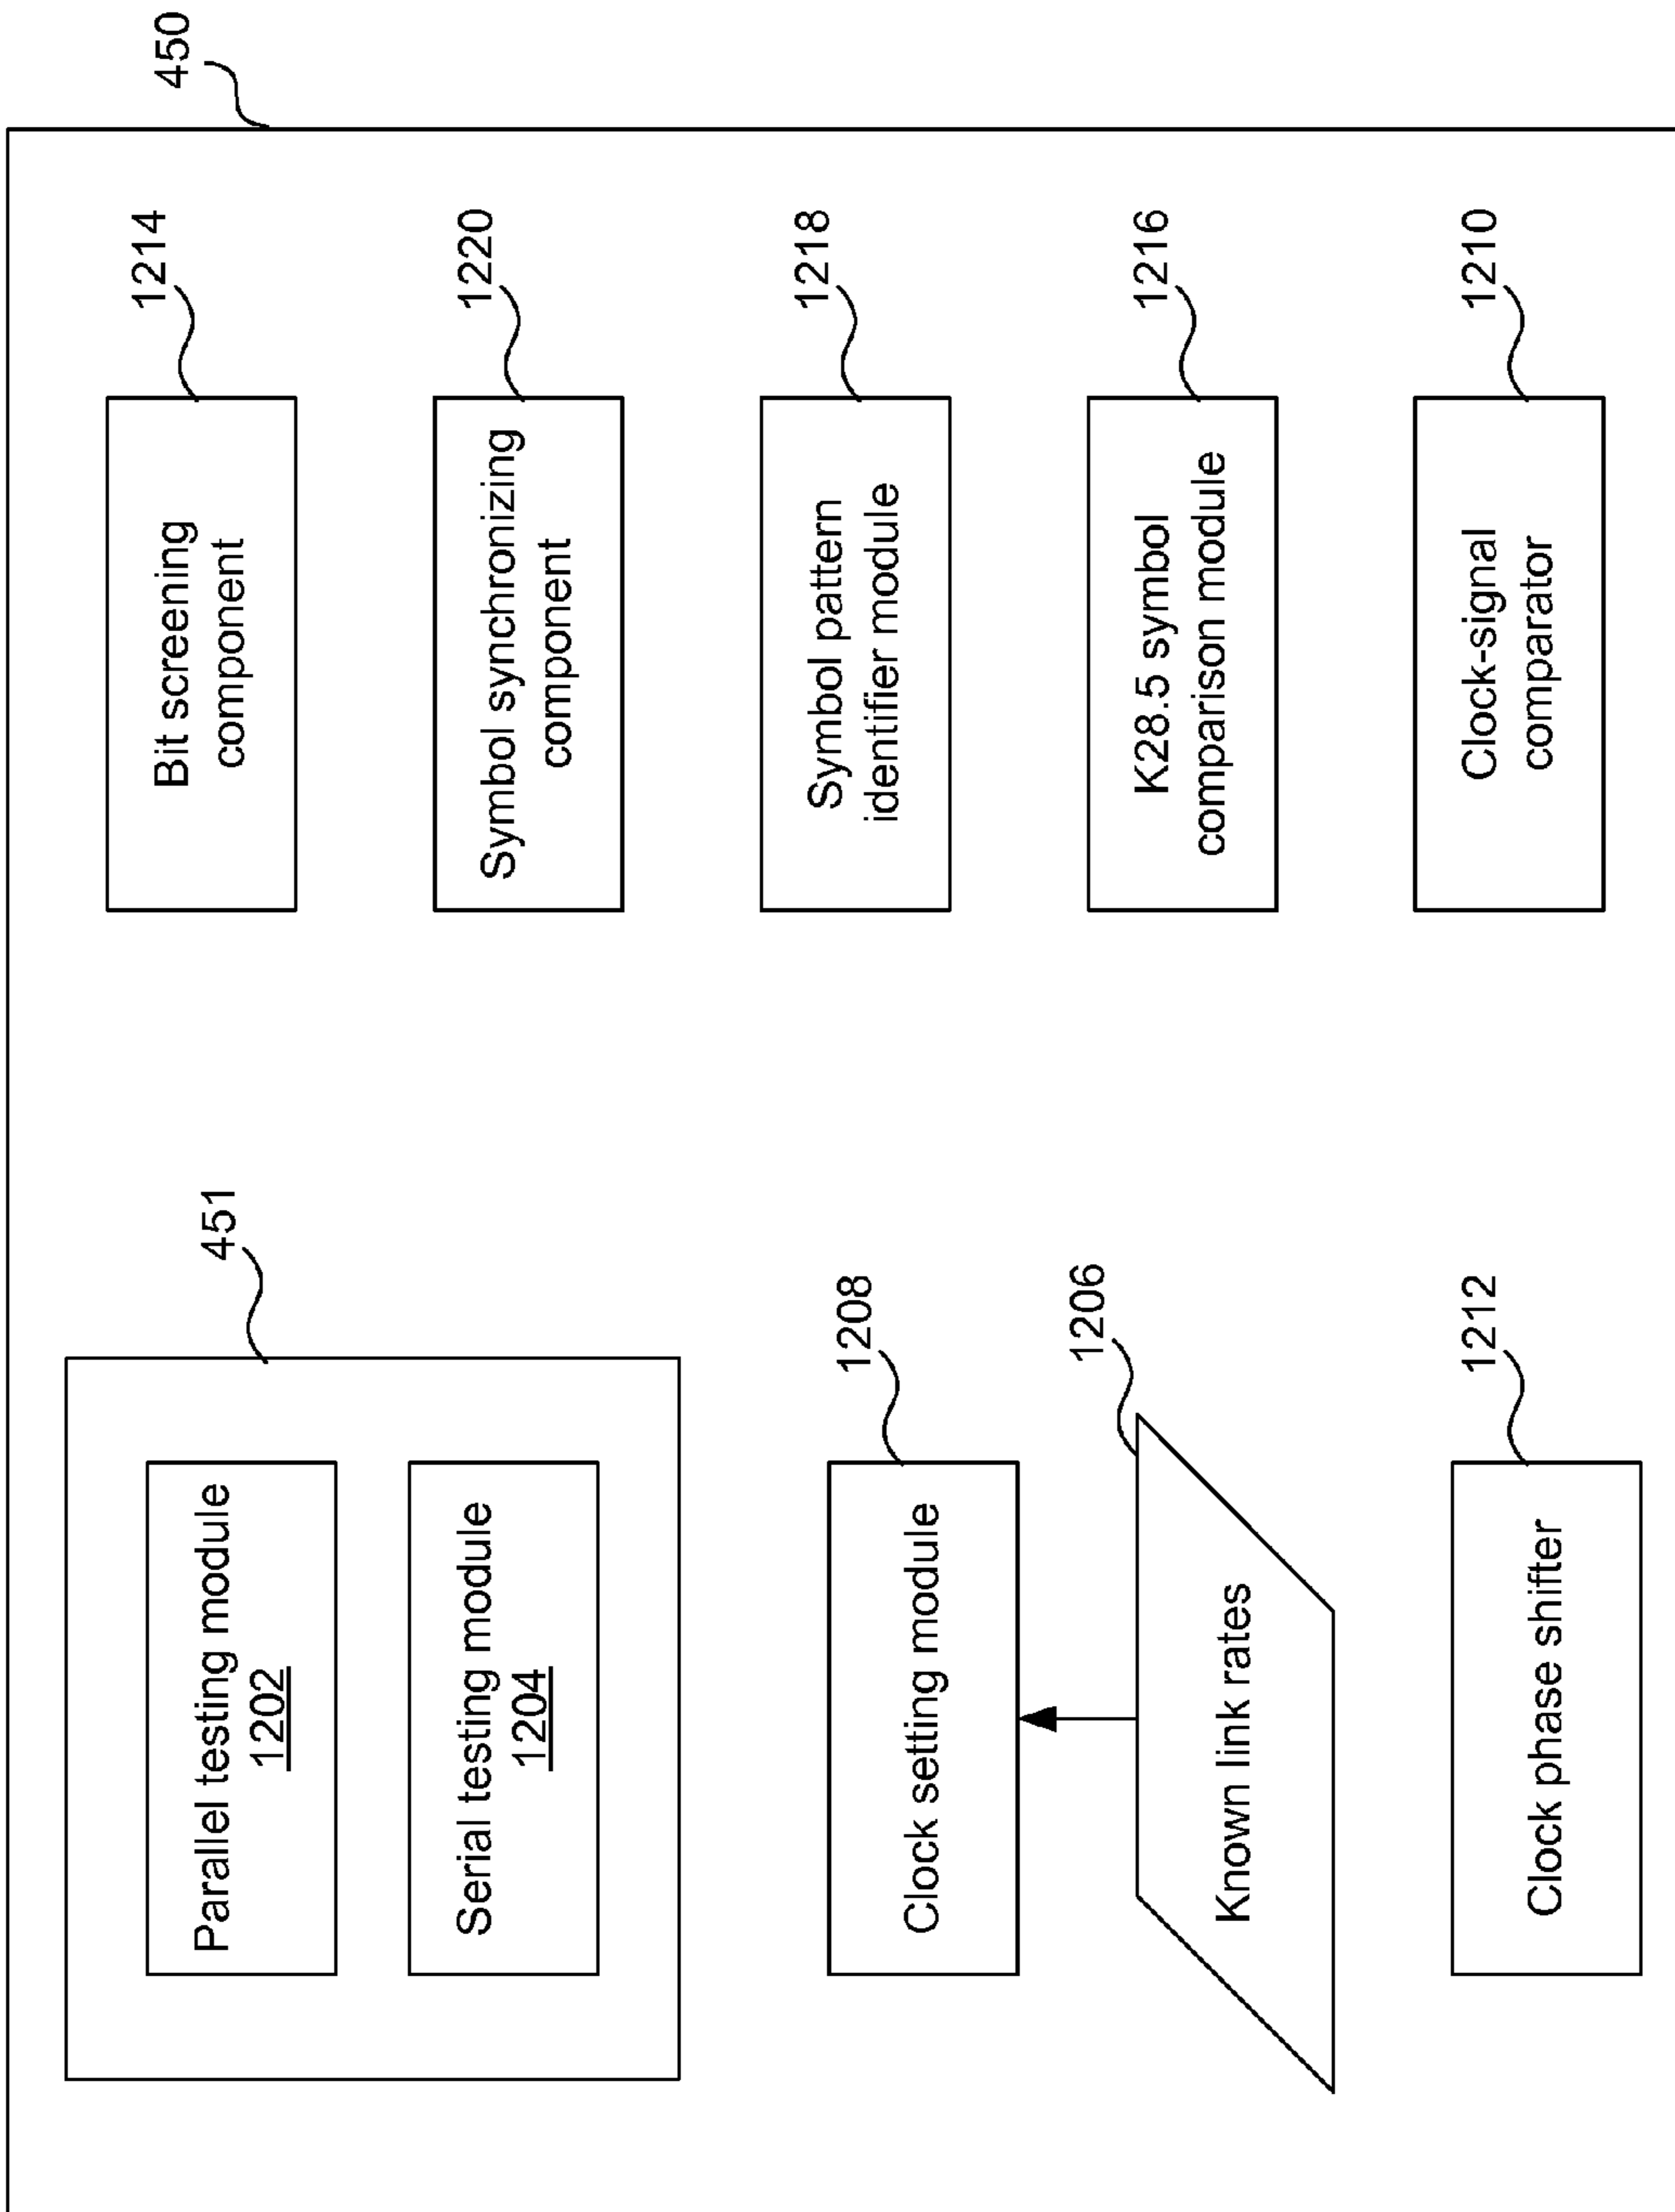 450
451
Parallel testing module
1202
Serial testing module
1204
1208
Clock setting module
1206
Known link rates
1212
Clock phase shifter
1214
Bit screening
component
1220
Symbol synchronizing
component
1218
Symbol pattern
identifier module
1216
K28.5 symbol
comparison module
1210
Clock-signal
comparator